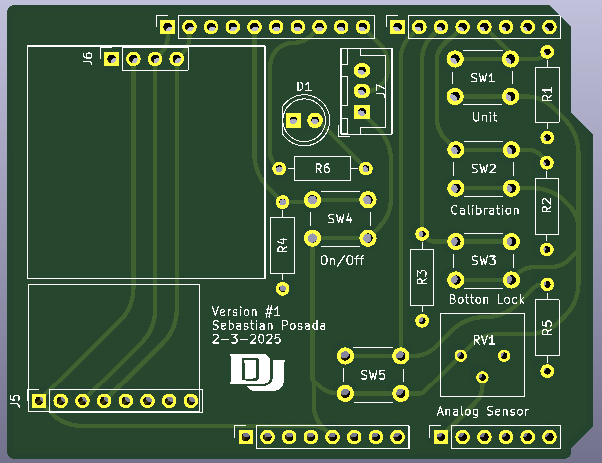 J6
D1
J7
SW1
R1
Unit
R6
SW2
Calibration
R2
SW4
R4
On/Off
SW3
R3
Botton Lock
Version #1
Sebastian Posada
2-3-2025
RV1
R5
SW5
J5
Analog Sensor